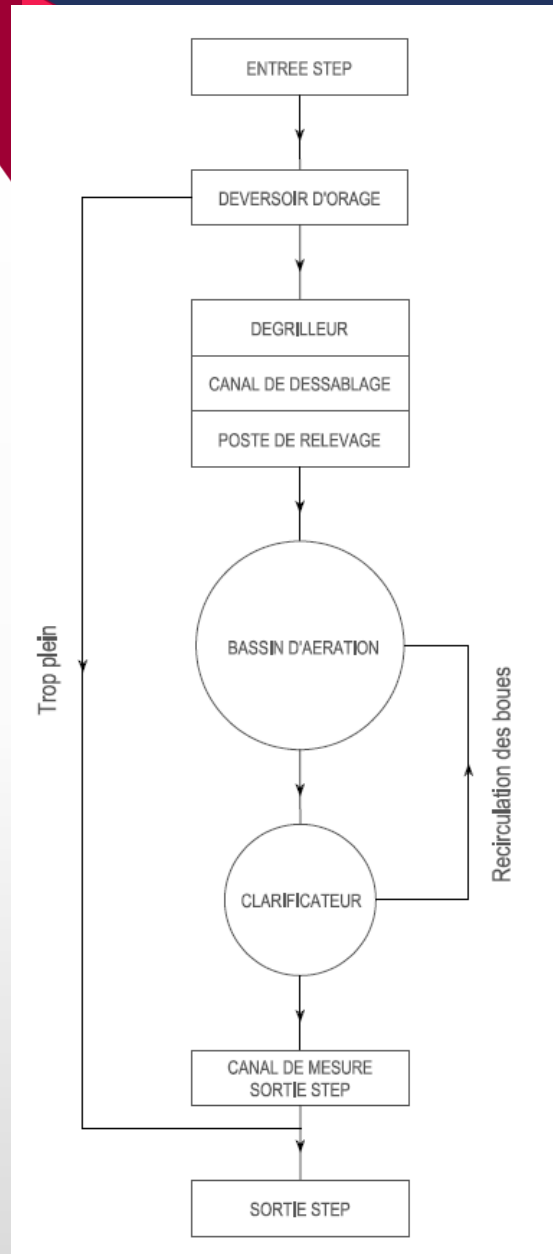 ENTREE STEP
DEVERSOIR D'ORAGE
DEGRILLEUR
CANAL DE DESSABLAGE
POSTE DE RELEVAGE
BASSIN D'AERATION
Trop plein
Recirculation des boues
CLARIFICATEUR
CANAL DE MESURE
SORTIE STEP
SORTIE STEP